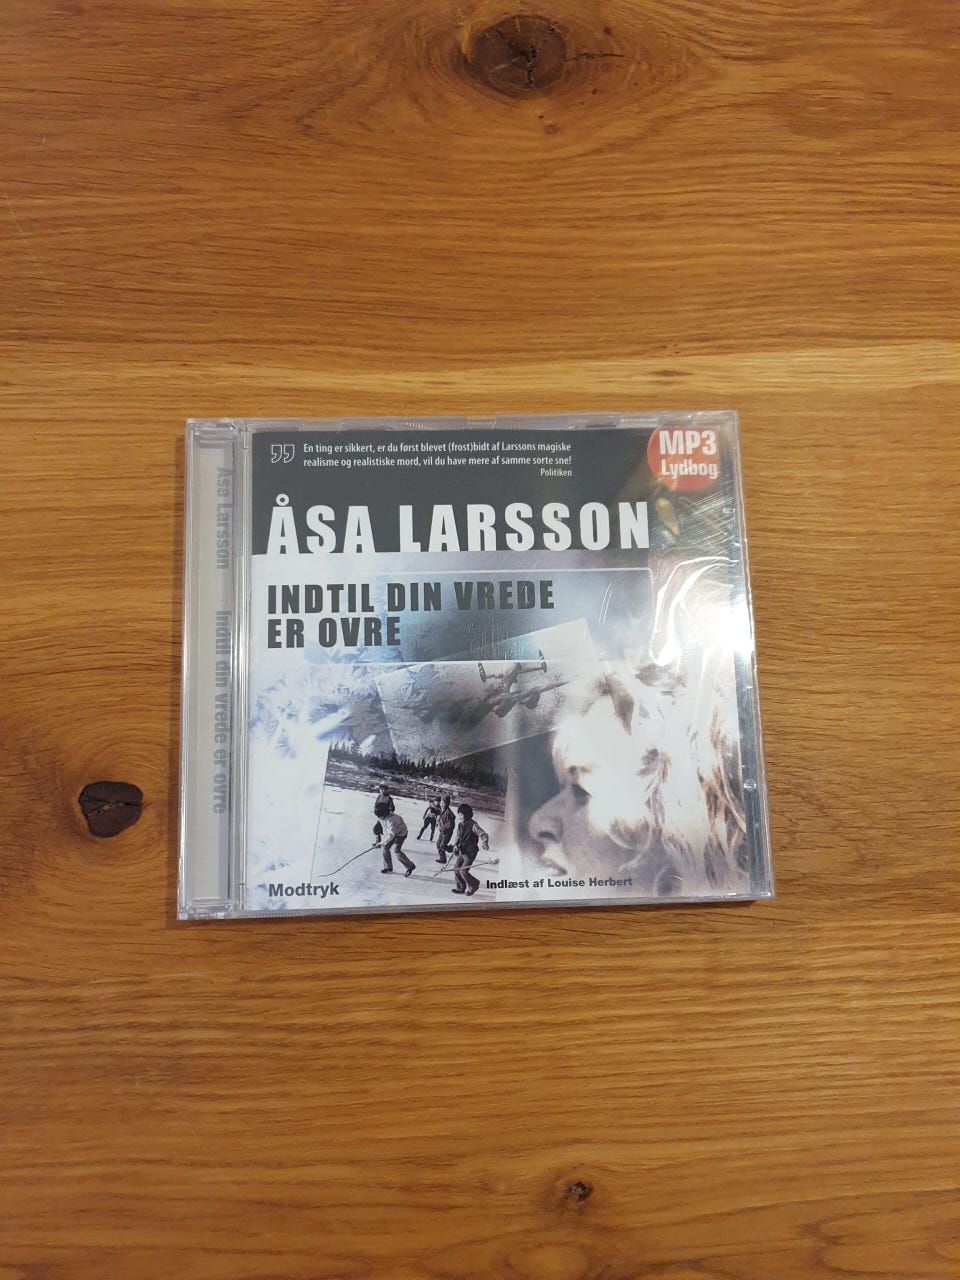 En ting er sikkert, er du først blevet (frost)bidt af Larssons magiske
realisme og realistiske mord, vil du have mere af samme sorte sne!
Politiken
MP3
Lydbog
ÅSA LARSSON
INDTIL DIN VREDE
ER OVRE
Modtryk
Indlæst af Louise Herbert
Åsa Larsson Indtil din vrede er ovre